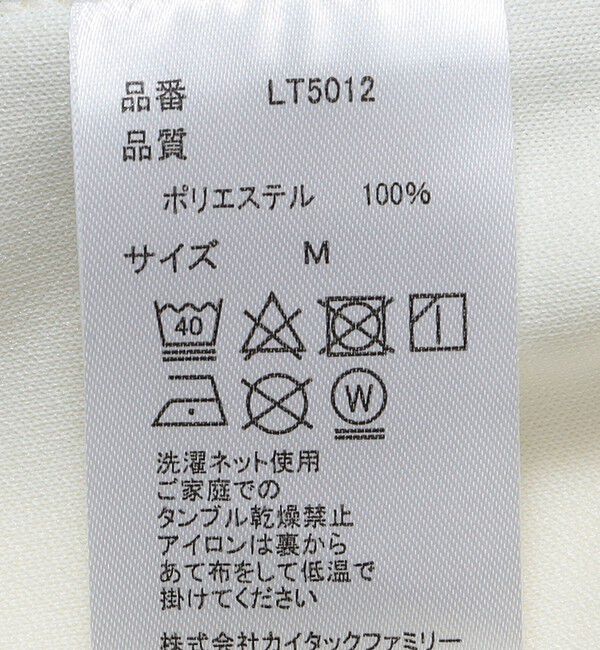 品番 LT5012
品質
ポリエステル 100%
サイズ M
40
W
洗濯ネット使用
ご家庭での
タンブル乾燥禁止
アイロンは裏から
あて布をして低温で
掛けてください
株式会社カイタックファミリー